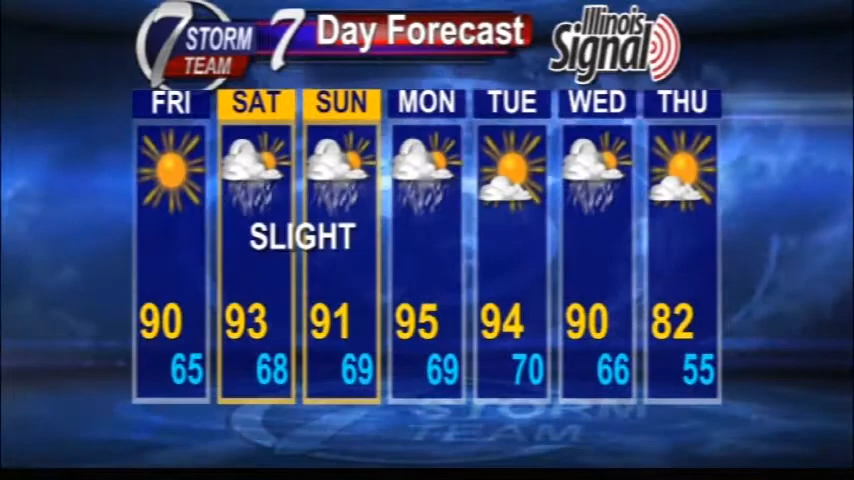 7 STORM TEAM
7 Day Forecast
Illinois Signal
FRI SAT SUN MON TUE WED THU
SLIGHT
90 93 91 95 94 90 82
65 68 69 69 70 66 55
7 STORM
TEAM